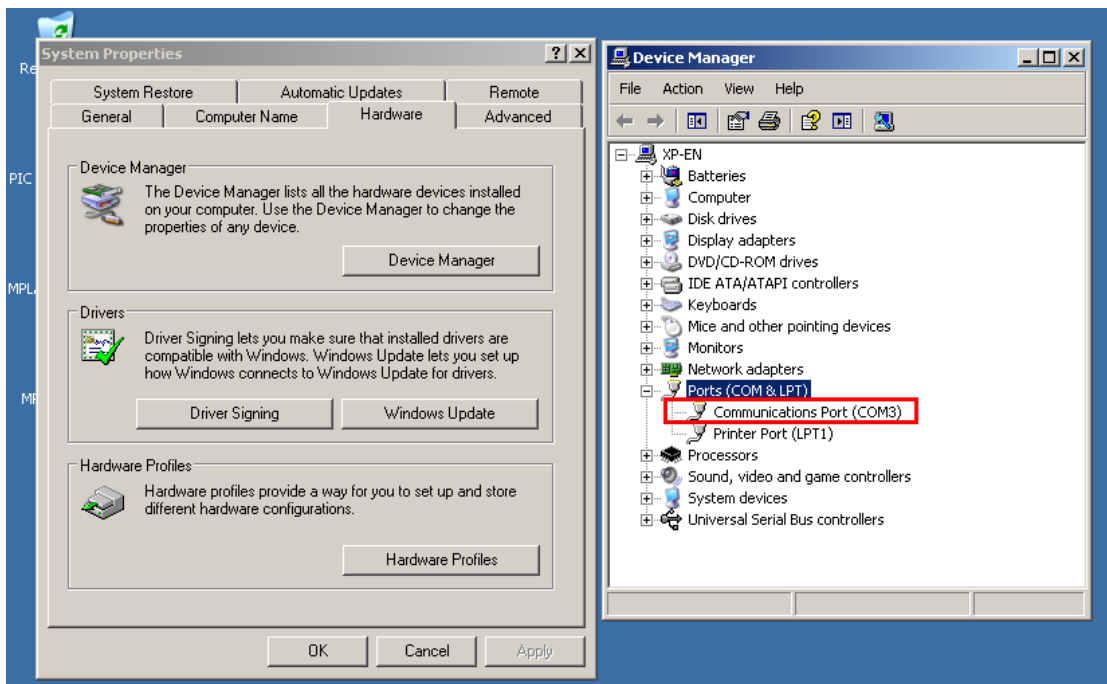 Re
PIC
MPL
MP
System Properties
System Restore
Automatic Updates
Remote
General
Computer Name
Hardware
Advanced
Device Manager
The Device Manager lists all the hardware devices installed
on your computer. Use the Device Manager to change the
properties of any device.
Device Manager
Drivers
Driver Signing lets you make sure that installed drivers are
compatible with Windows. Windows Update lets you set up
how Windows connects to Windows Update for drivers.
Driver Signing
Windows Update
Hardware Profiles
Hardware profiles provide a way for you to set up and store
different hardware configurations.
Hardware Profiles
OK
Cancel
Apply
Device Manager
File Action View Help
XP-EN
Batteries
Computer
Disk drives
Display adapters
DVD/CD-ROM drives
IDE ATA/ATAPI controllers
Keyboards
Mice and other pointing devices
Monitors
Network adapters
Ports (COM & LPT)
Communications Port (COM3)
Printer Port (LPT1)
Processors
Sound, video and game controllers
System devices
Universal Serial Bus controllers